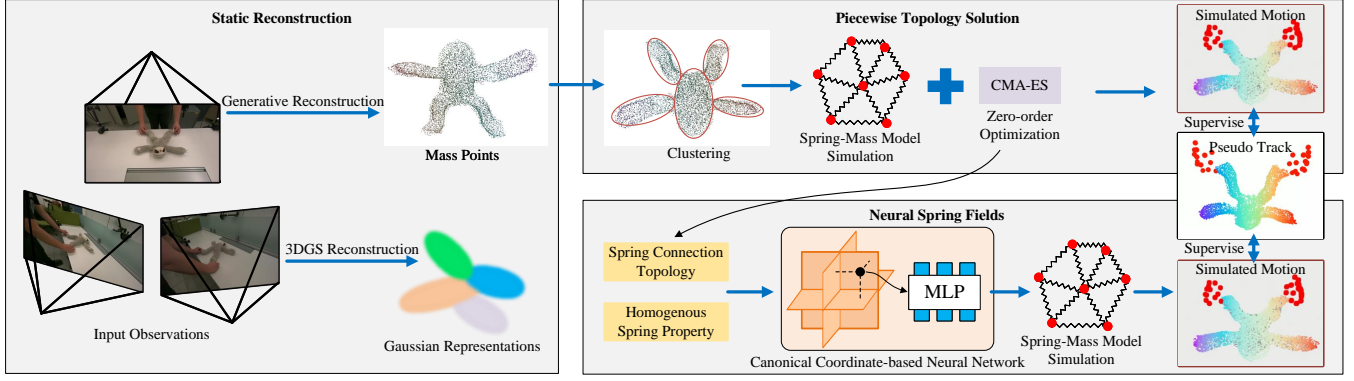 Static Reconstruction
Generative Reconstruction
Mass Points
3DGS Reconstruction
Input Observations
Gaussian Representations
Piecewise Topology Solution
Clustering
Spring-Mass Model
Simulation
CMA-ES
Zero-order
Optimization
Simulated Motion
Supervise
Pseudo Track
Neural Spring Fields
Spring Connection
Topology
Homogenous
Spring Property
MLP
Canonical Coordinate-based Neural Network
Spring-Mass Model
Simulation
Supervise
Simulated Motion